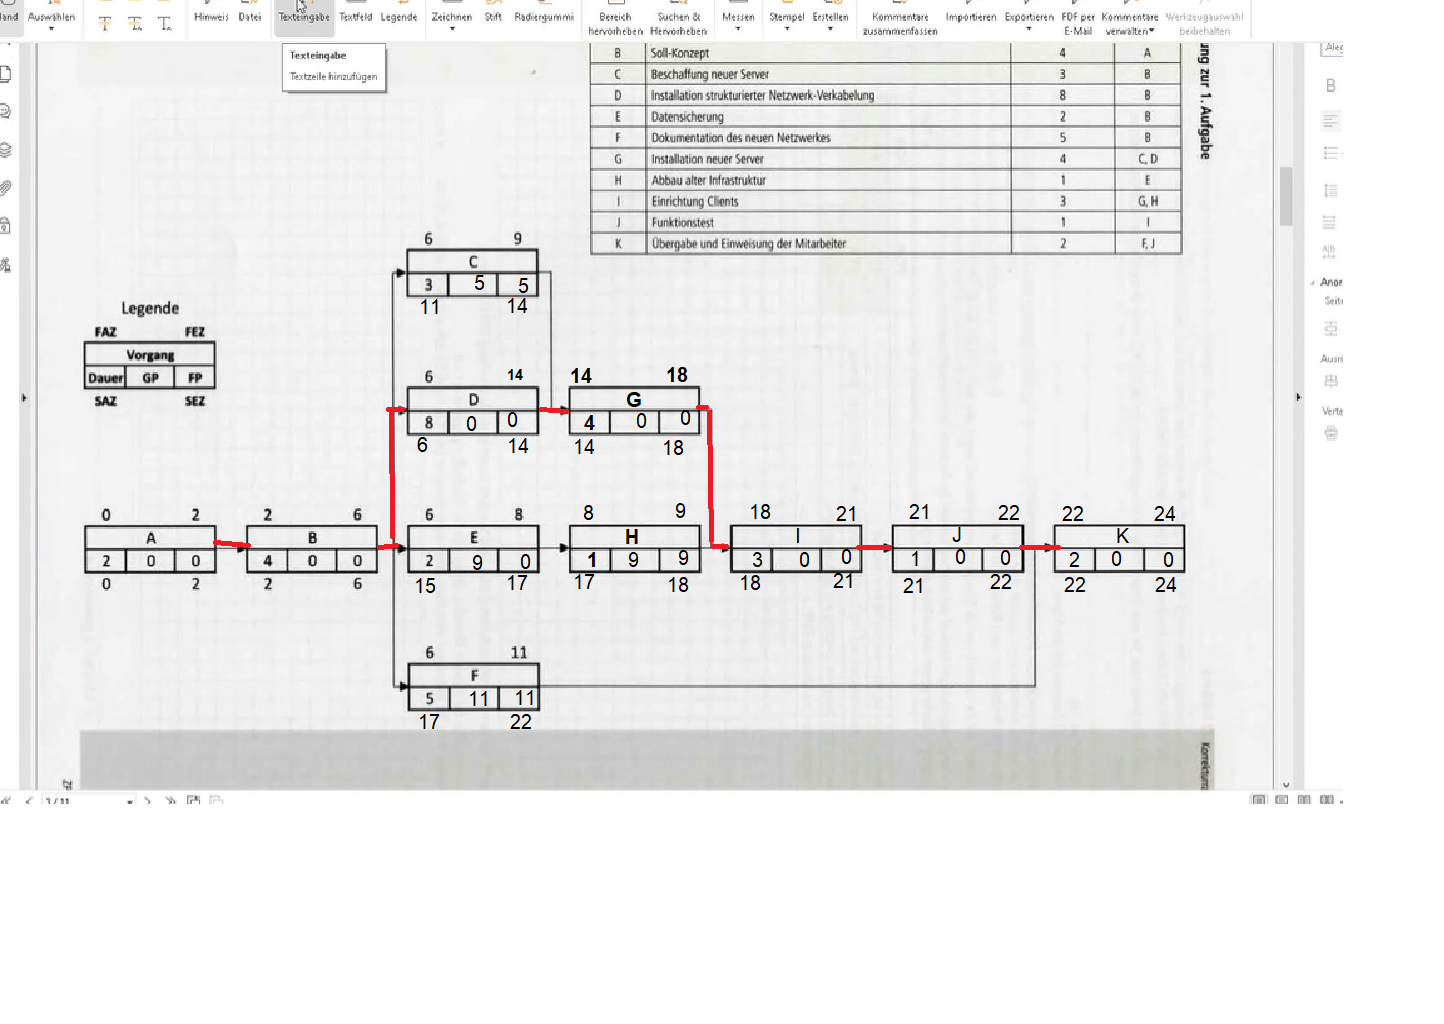 Auswählen
Hinweis
Datei
Texteingabe
Textfeld
Legende
Zeichnen
Stift
Radiergummi
Bereich hervorheben
Suchen & Hervorheben
Messen
Stempel
Erstellen
Kommentare zusammenfassen
Importieren
Exportieren
FDF per E-Mail
Kommentare verwalten
Werkzeugauswahl beibehalten
Texteingabe
Textzeile hinzufügen
B Soll-Konzept 4 A
C Beschaffung neuer Server 3 B
D Installation strukturierter Netzwerk-Verkabelung 8 B
E Datensicherung 2 B
F Dokumentation des neuen Netzwerkes 5 B
G Installation neuer Server 4 C, D
H Abbau alter Infrastruktur 1 E
I Einrichtung Clients 3 G, H
J Funktionstest 1 I
K Übergabe und Einweisung der Mitarbeiter 2 F, J
ung zur 1. Aufgabe
Legende
FAZ FEZ
Vorgang
Dauer GP FP
SAZ SEZ
6 9
C
3 5 5
11 14
6 14
D
8 0 0
6 14
14 18
G
4 0 0
14 18
0 2
A
2 0 0
0 2
2 6
B
4 0 0
2 6
6 8
E
2 9 0
15 17
8 9
H
1 9 9
17 18
18 21
I
3 0 0
18 21
21 22
J
1 0 0
21 22
22 24
K
2 0 0
22 24
6 11
F
5 11 11
17 22
Korrekturra
B
Anor
Seit
Ausri
Verte